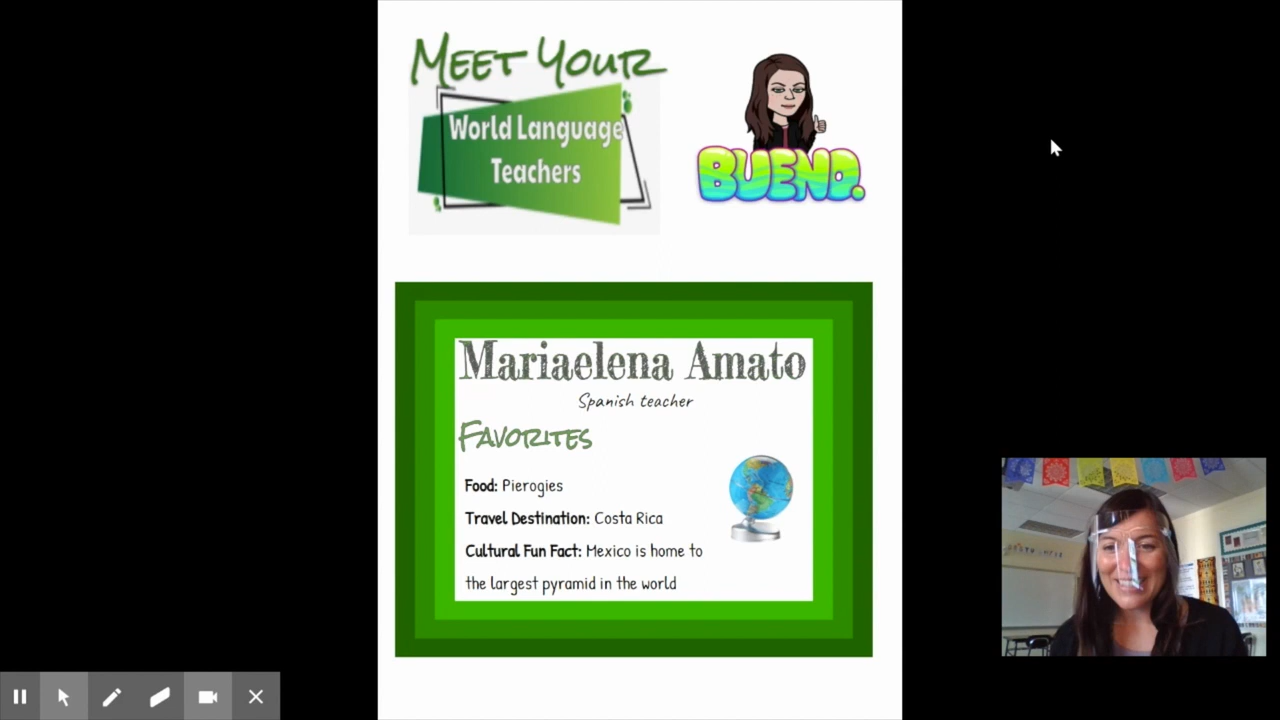 Meet Your
World Language
Teachers
BUENO.
Mariaelena Amato
Spanish teacher
Favorites
Food: Pierogies
Travel Destination: Costa Rica
Cultural Fun Fact: Mexico is home to
the largest pyramid in the world